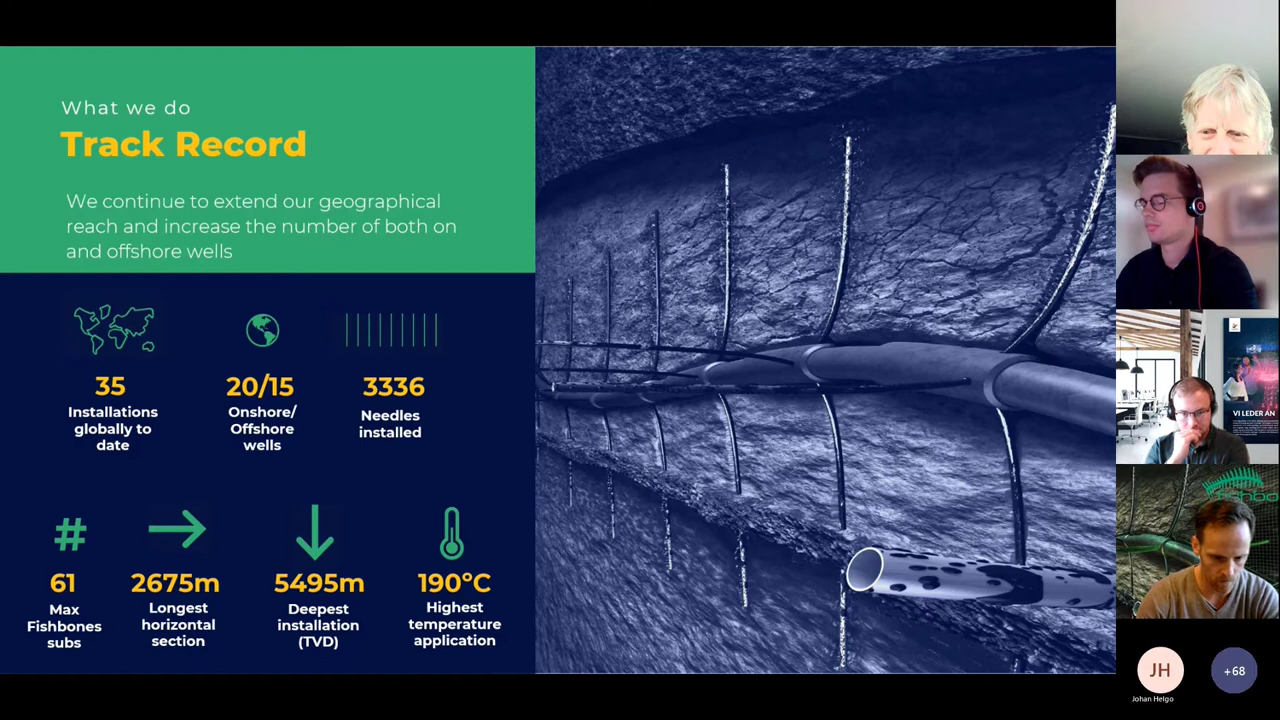 What we do
Track Record
We continue to extend our geographical
reach and increase the number of both on
and offshore wells
35
Installations
globally to
date
20/15
Onshore/
Offshore
wells
3336
Needles
installed
#
61
Max
Fishbones
subs
2675m
Longest
horizontal
section
5495m
Deepest
installation
(TVD)
190°C
Highest
temperature
application
VI LEDER AN
JH
Johan Helgo
+68